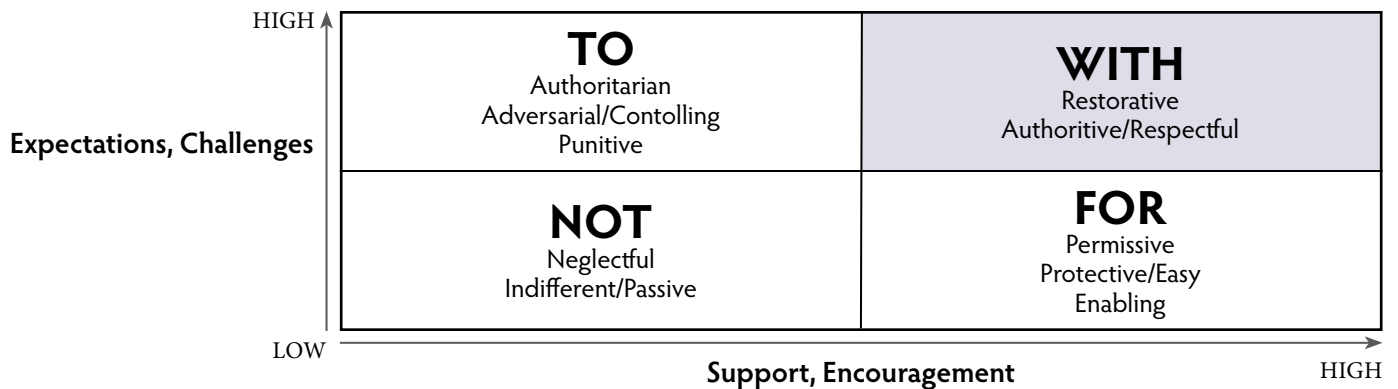 HIGH
TO
Authoritarian
Adversarial/Contolling
Punitive
WITH
Restorative
Authoritive/Respectful
Expectations, Challenges
NOT
Neglectful
Indifferent/Passive
FOR
Permissive
Protective/Easy
Enabling
LOW
Support, Encouragement
HIGH